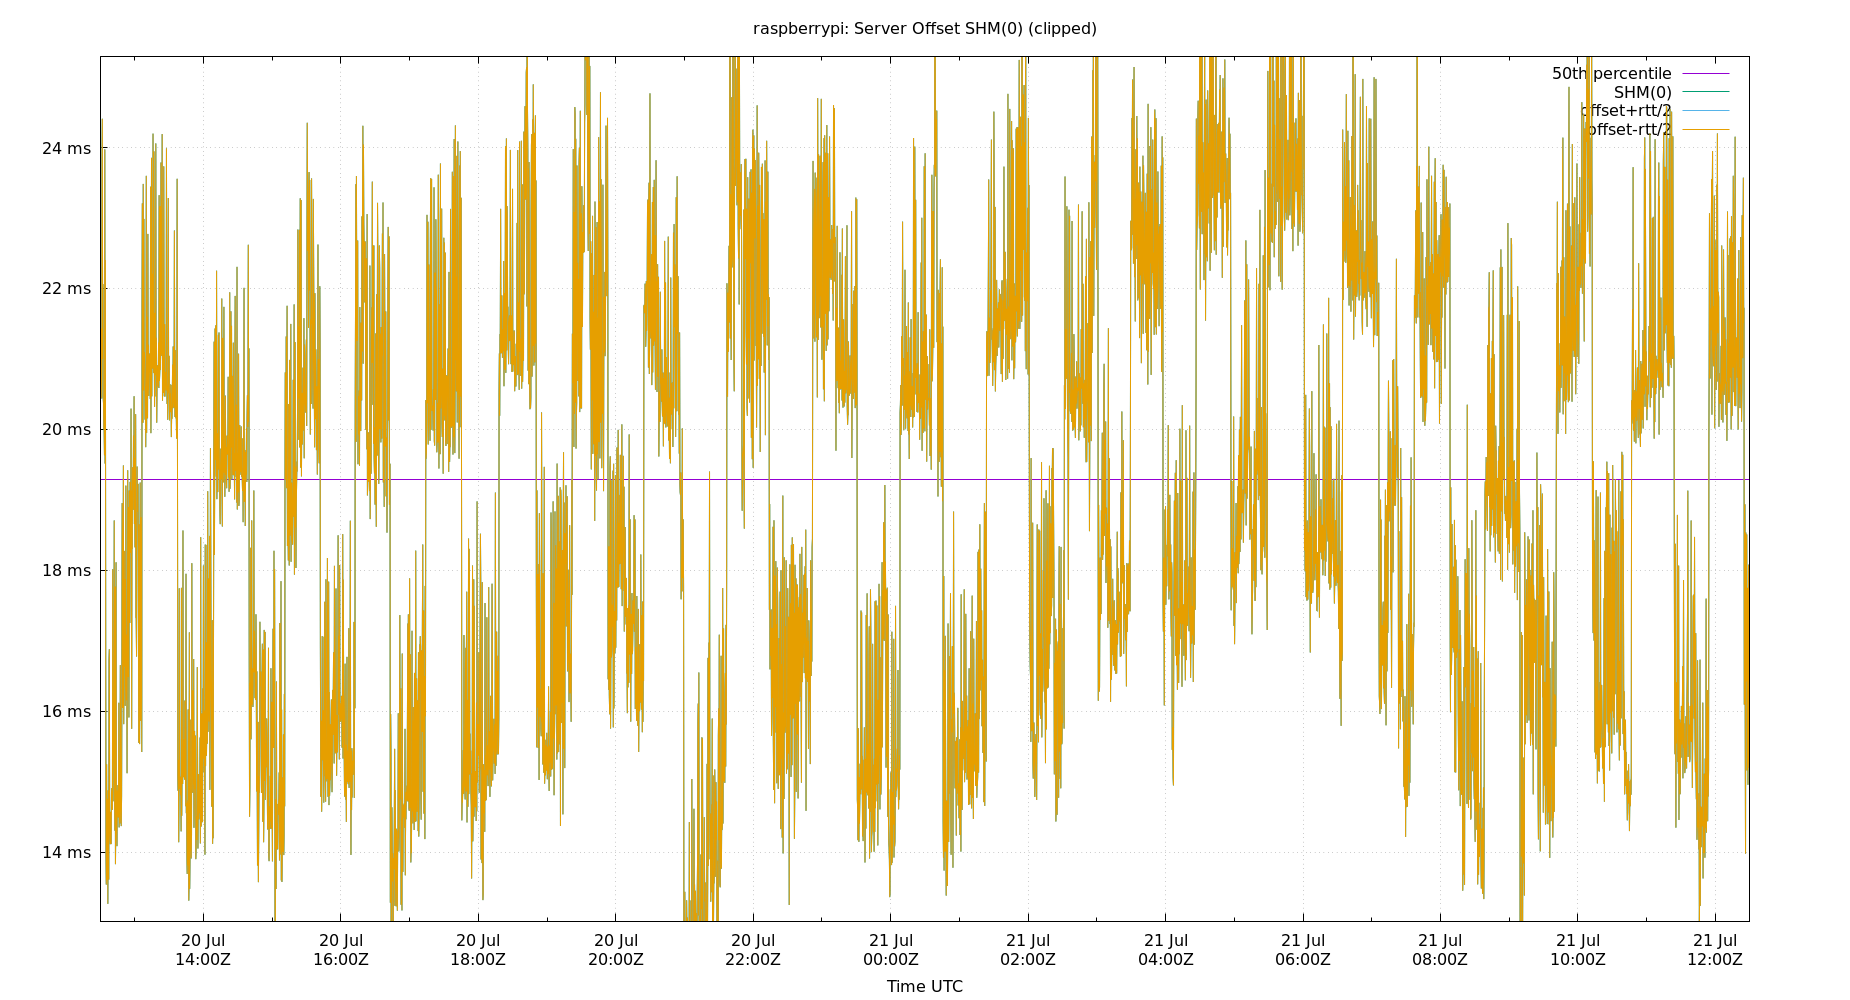 raspberrypi: Server Offset SHM(0) (clipped)
50th percentile
SHM(0)
offset+rtt/2
offset-rtt/2
24 ms
22 ms
20 ms
18 ms
16 ms
14 ms
20 Jul 20 Jul 20 Jul 20 Jul 20 Jul 21 Jul 21 Jul 21 Jul 21 Jul 21 Jul 21 Jul 21 Jul
14:00Z 16:00Z 18:00Z 20:00Z 22:00Z 00:00Z 02:00Z 04:00Z 06:00Z 08:00Z 10:00Z 12:00Z
Time UTC